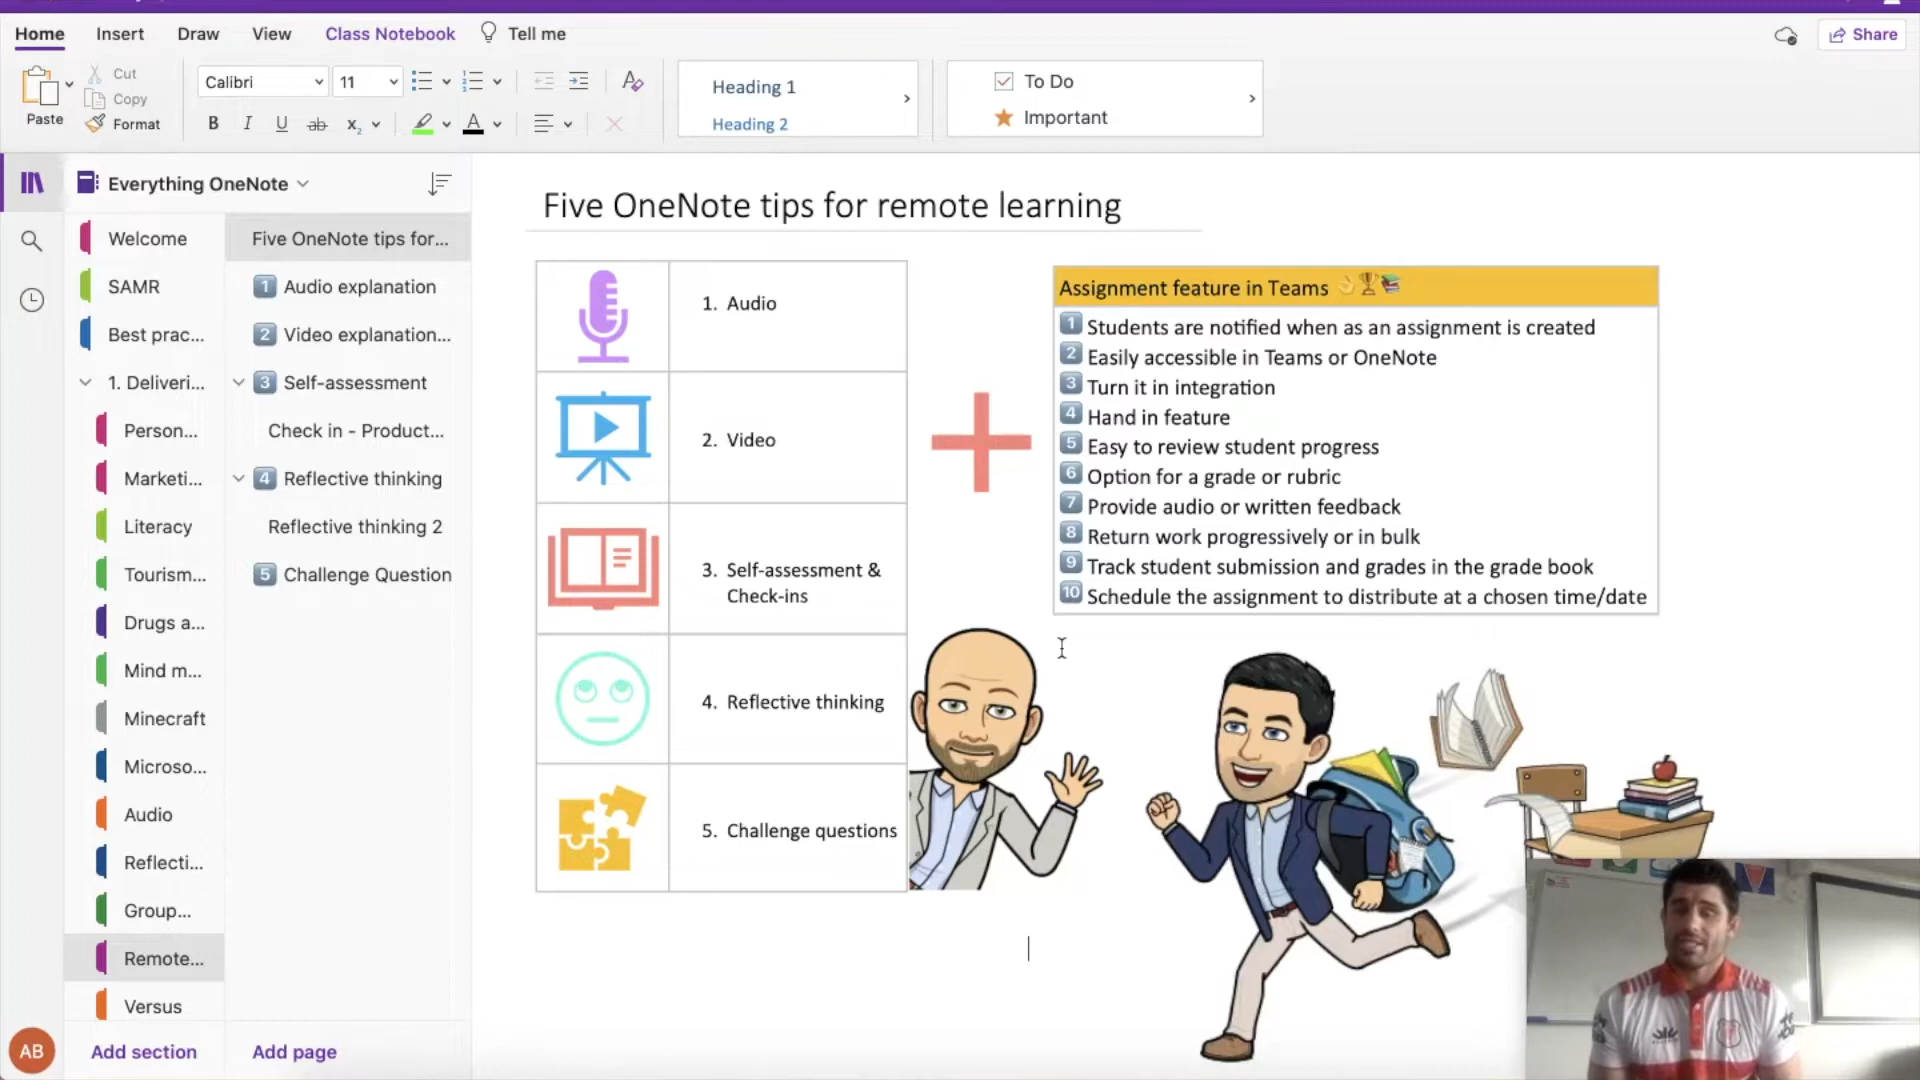 Home
Insert
Draw
View
Class Notebook
Tell me
Share
Paste
Cut
Copy
Format
Calibri
11
B
I
U
ab
X2
A
Heading 1
Heading 2
To Do
Important
Everything OneNote
Welcome
SAMR
Best prac...
1. Deliveri...
Person...
Marketi...
Literacy
Tourism...
Drugs a...
Mind m...
Minecraft
Microso...
Audio
Reflecti...
Group...
Remote...
Versus
Add section
AB
Five OneNote tips for...
1 Audio explanation
2 Video explanation...
3 Self-assessment
Check in - Product...
4 Reflective thinking
Reflective thinking 2
5 Challenge Question
Add page
Five OneNote tips for remote learning
1. Audio
2. Video
3. Self-assessment &
Check-ins
4. Reflective thinking
5. Challenge questions
Assignment feature in Teams
1 Students are notified when as an assignment is created
2 Easily accessible in Teams or OneNote
3 Turn it in integration
4 Hand in feature
5 Easy to review student progress
6 Option for a grade or rubric
7 Provide audio or written feedback
8 Return work progressively or in bulk
9 Track student submission and grades in the grade book
10 Schedule the assignment to distribute at a chosen time/date